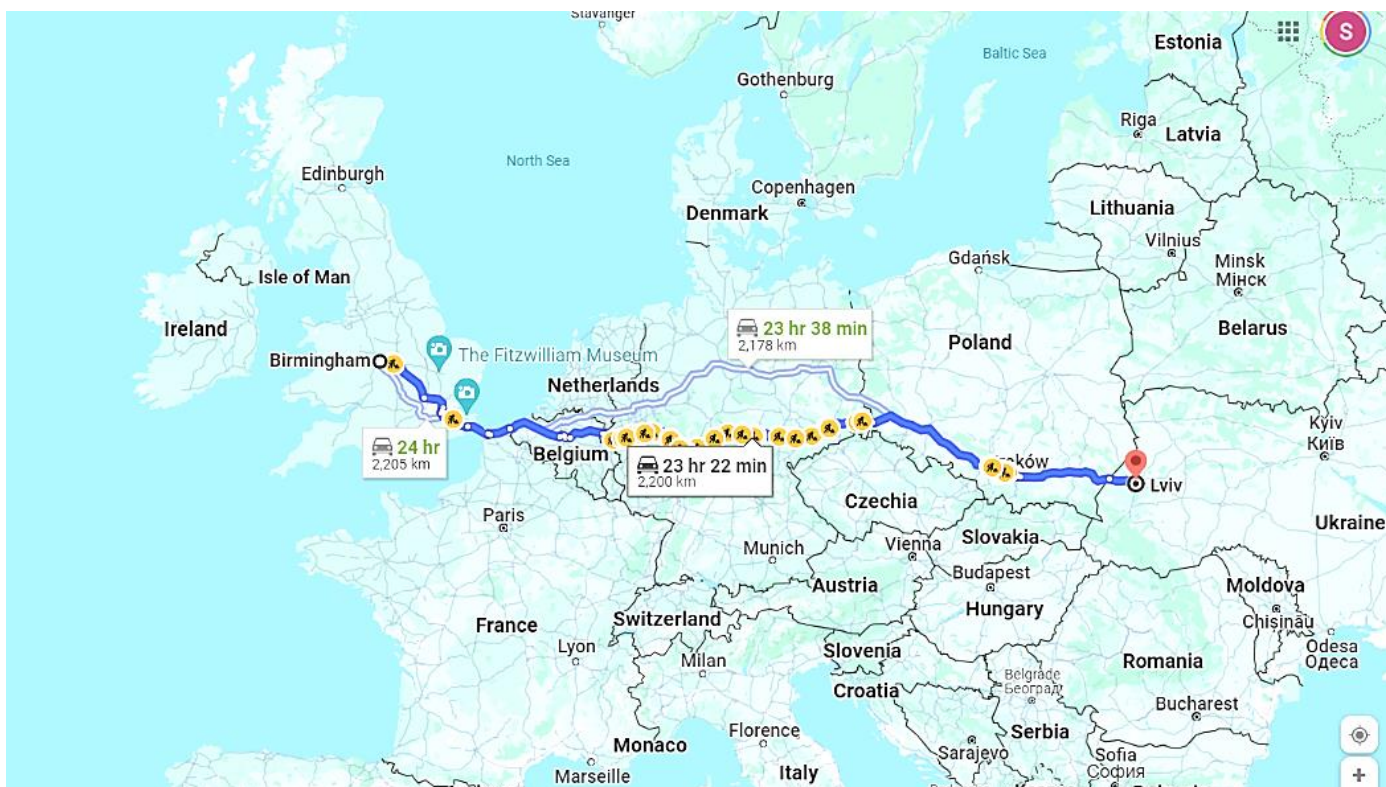 Stavanger
S
Estonia
Baltic Sea
Gothenburg
Riga
Latvia
North Sea
Edinburgh
Copenhagen
Denmark
Lithuania
Vilnius
Isle of Man
Gdańsk
Minsk
Мінск
Ireland
Belarus
23 hr 38 min
2,178 km
Poland
Birmingham
The Fitzwilliam Museum
Netherlands
Kyiv
Київ
24 hr
2,205 km
Belgium
23 hr 22 min
2,200 km
raków
Lviv
Czechia
Paris
Ukraine
Slovakia
Munich
Vienna
Budapest
Austria
Moldova
Hungary
Chișinău
Switzerland
France
Odesa
Одеса
Lyon
Milan
Slovenia
Romania
Belgrade
Београд
Croatia
Bucharest
Florence
Serbia
Monaco
Sarajevo
Sofia
София
Marseille
Italy
+